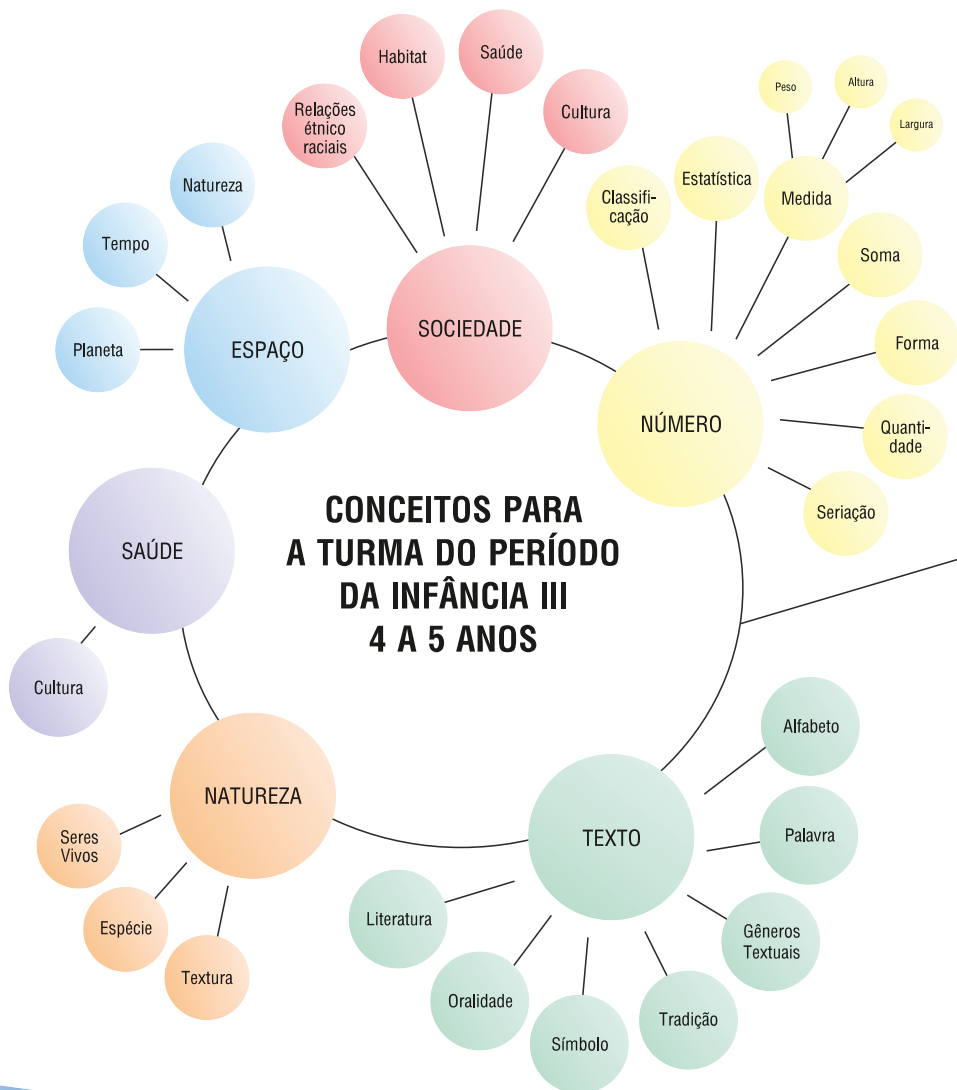 Habitat
Saúde
Relações
étnico
raciais
Cultura
Peso
Altura
Largura
Classifi-
cação
Estatística
Medida
Soma
Forma
Quanti-
dade
Seriação
Natureza
Tempo
Planeta
ESPAÇO
SOCIEDADE
NÚMERO
SAÚDE
Cultura
CONCEITOS PARA
A TURMA DO PERÍODO
DA INFÂNCIA III
4 A 5 ANOS
NATUREZA
Seres
Vivos
Espécie
Textura
TEXTO
Alfabeto
Palavra
Gêneros
Textuais
Tradição
Símbolo
Oralidade
Literatura